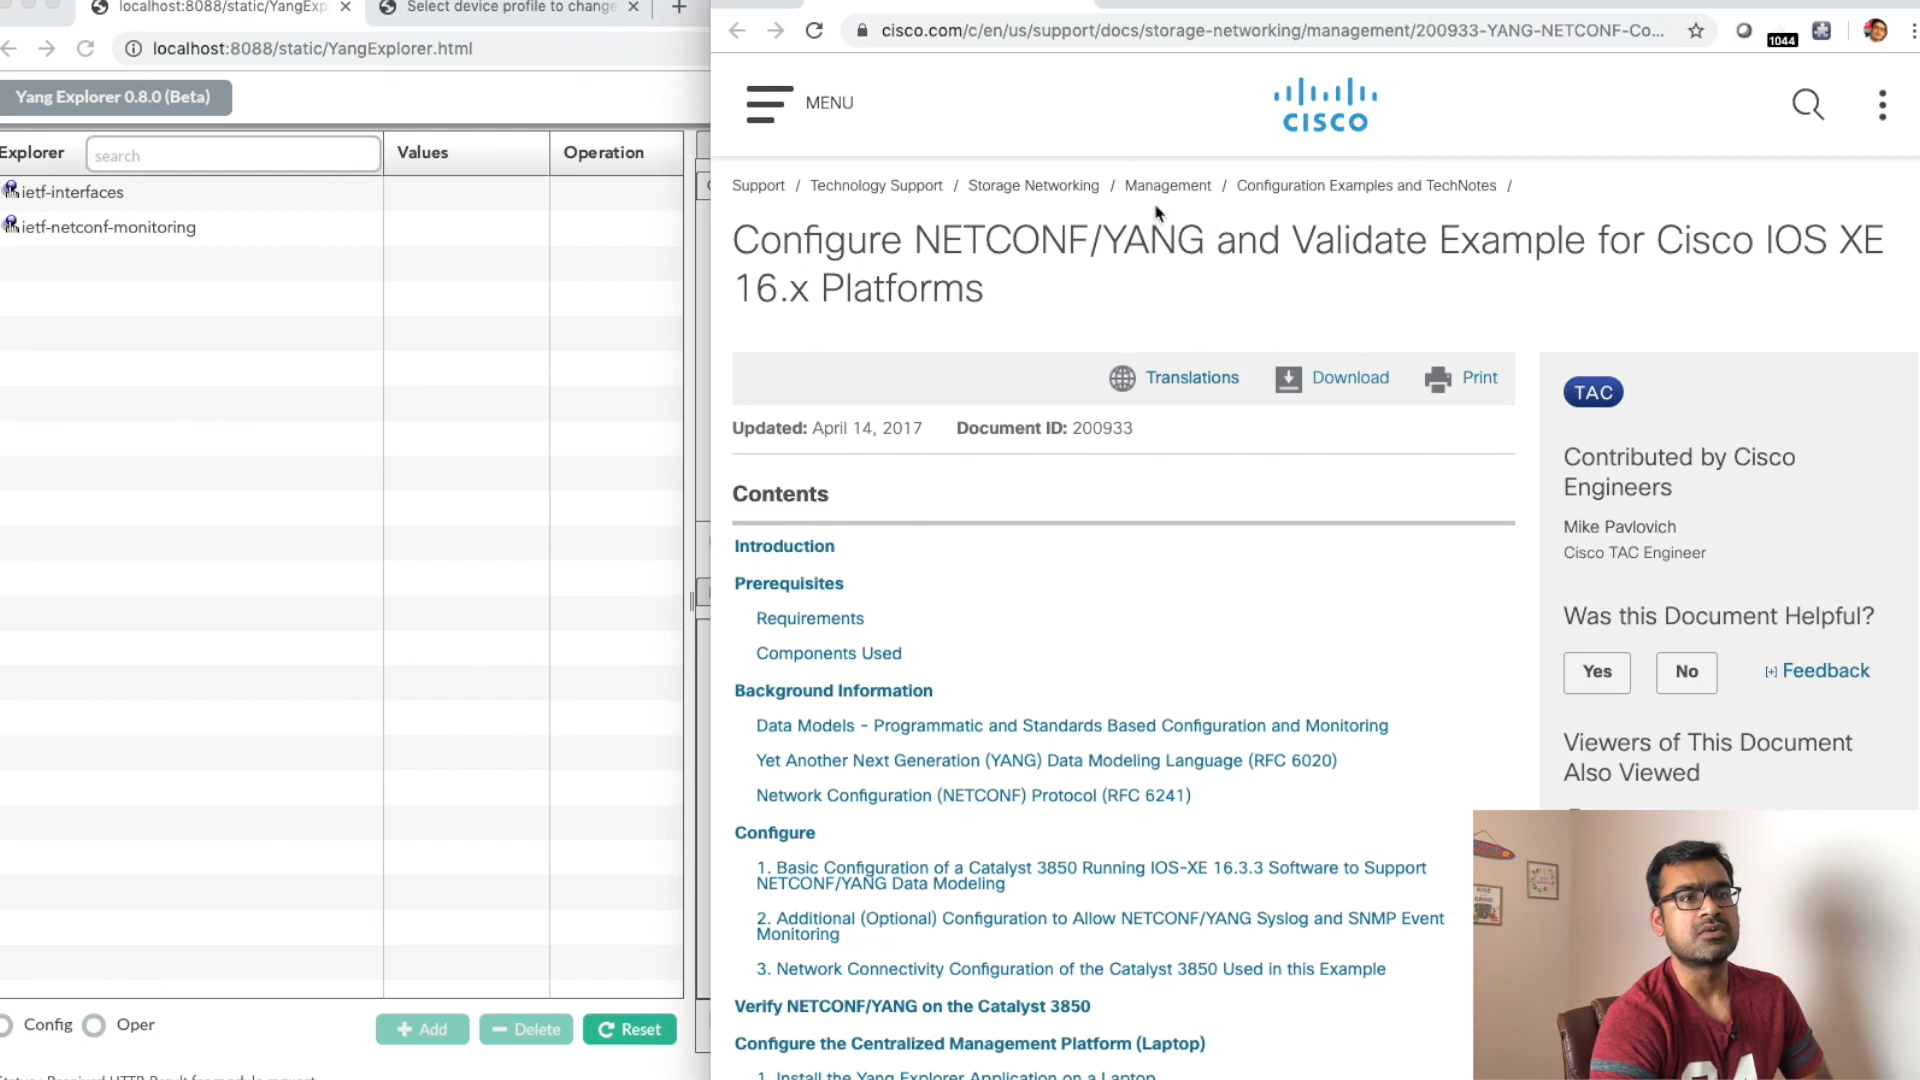 localhost:8088/static/YangExp
Select device profile to change
localhost:8088/static/YangExplorer.html
Yang Explorer 0.8.0 (Beta)
Explorer
search
Values
Operation
ietf-interfaces
ietf-netconf-monitoring
Config
Oper
Add
Delete
Reset
cisco.com/c/en/us/support/docs/storage-networking/management/200933-YANG-NETCONF-Co...
1044
MENU
CISCO
Support / Technology Support / Storage Networking / Management / Configuration Examples and TechNotes /
Configure NETCONF/YANG and Validate Example for Cisco IOS XE
16.x Platforms
Translations
Download
Print
Updated: April 14, 2017
Document ID: 200933
Contents
Introduction
Prerequisites
Requirements
Components Used
Background Information
Data Models - Programmatic and Standards Based Configuration and Monitoring
Yet Another Next Generation (YANG) Data Modeling Language (RFC 6020)
Network Configuration (NETCONF) Protocol (RFC 6241)
Configure
1. Basic Configuration of a Catalyst 3850 Running IOS-XE 16.3.3 Software to Support
NETCONF/YANG Data Modeling
2. Additional (Optional) Configuration to Allow NETCONF/YANG Syslog and SNMP Event
Monitoring
3. Network Connectivity Configuration of the Catalyst 3850 Used in this Example
Verify NETCONF/YANG on the Catalyst 3850
Configure the Centralized Management Platform (Laptop)
1. Install the Yang Explorer Application on a Laptop
TAC
Contributed by Cisco
Engineers
Mike Pavlovich
Cisco TAC Engineer
Was this Document Helpful?
Yes
No
[+] Feedback
Viewers of This Document
Also Viewed